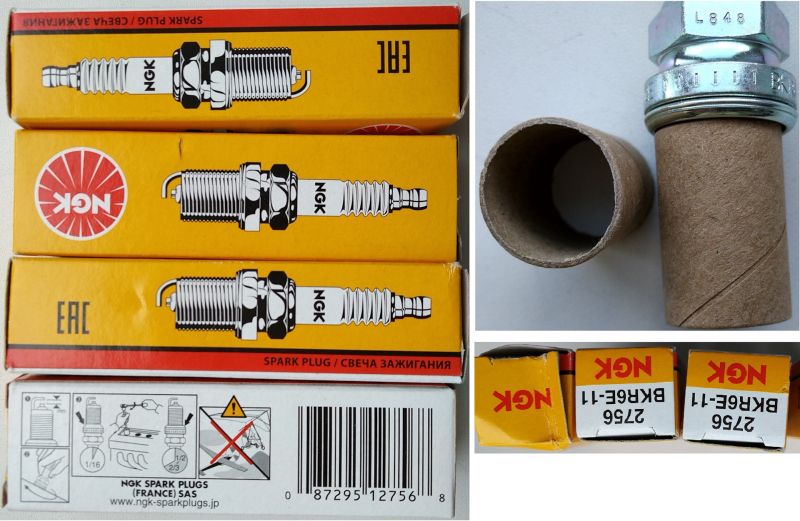 SPARK PLUG / СВЕЧА ЗАЖИГАНИЯ
NGK
EAC
NGK
NGK
EAC
NGK
SPARK PLUG / СВЕЧА ЗАЖИГАНИЯ
1/16
1/2
2/3
NGK SPARK PLUGS
(FRANCE) SAS
www.ngk-sparkplugs.jp
0 87295 12756 8
L848
NGK
NGK
2756
BKR6E-11
NGK
2756
BKR6E-11